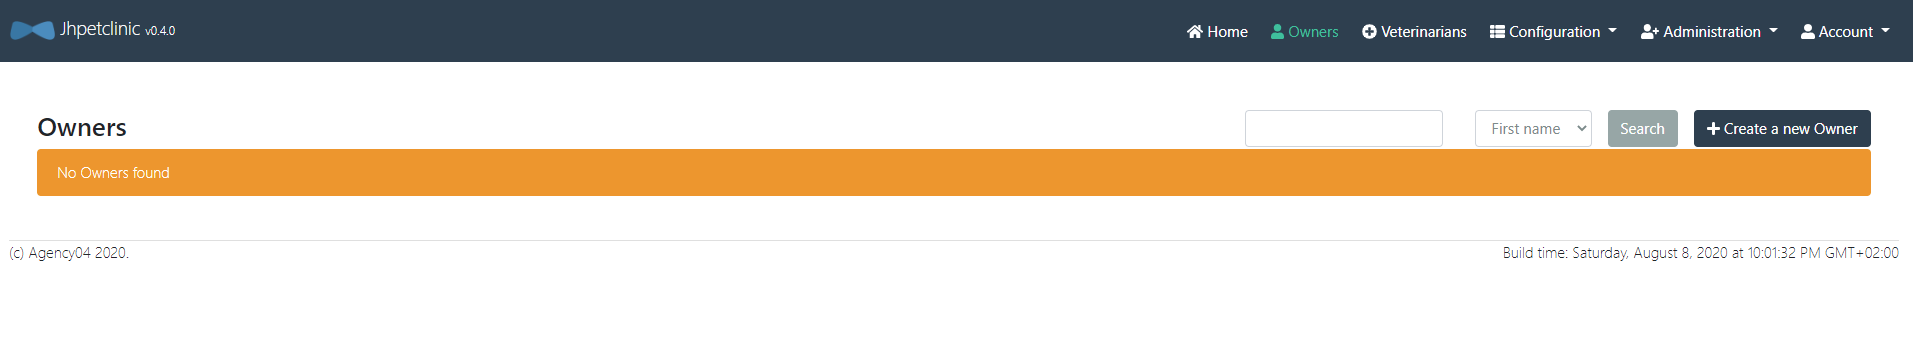 Jhpetclinic v0.4.0
Home Owners Veterinarians Configuration Administration Account
Owners
First name Search Create a new Owner
No Owners found
(c) Agency04 2020.
Build time: Saturday, August 8, 2020 at 10:01:32 PM GMT+02:00